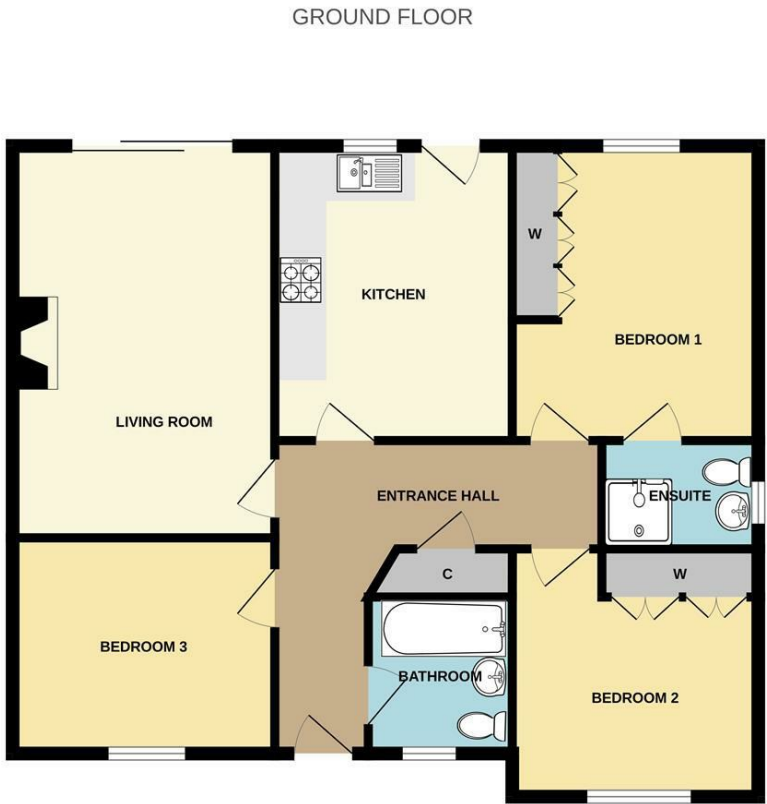 GROUND FLOOR
W
KITCHEN
BEDROOM 1
LIVING ROOM
ENTRANCE HALL
ENSUITE
C
W
BEDROOM 3
BATHROOM
BEDROOM 2